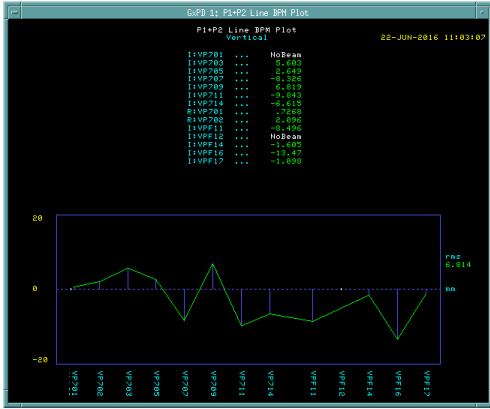 GxPD 1: P1+P2 Line BPM Plot
P1+P2 Line BPM Plot
Vertical
22-JUN-2016 11:03:07
I:VP701 ... NoBeam
I:VP703 ... 5.603
I:VP705 ... 2.649
I:VP707 ... -8.326
I:VP709 ... 6.819
I:VP711 ... -9.843
I:VP714 ... -6.615
R:VP701 ... .7268
R:VP702 ... 2.096
I:VPF11 ... -8.496
I:VPF12 ... NoBeam
I:VPF14 ... -1.605
I:VPF16 ... -13.47
I:VPF17 ... -1.098
20
rms
6.814
0
mm
-20
VP701 VP702 VP703 VP705 VP707 VP709 VP711 VP714 VPF11 VPF12 VPF14 VPF16 VPF17